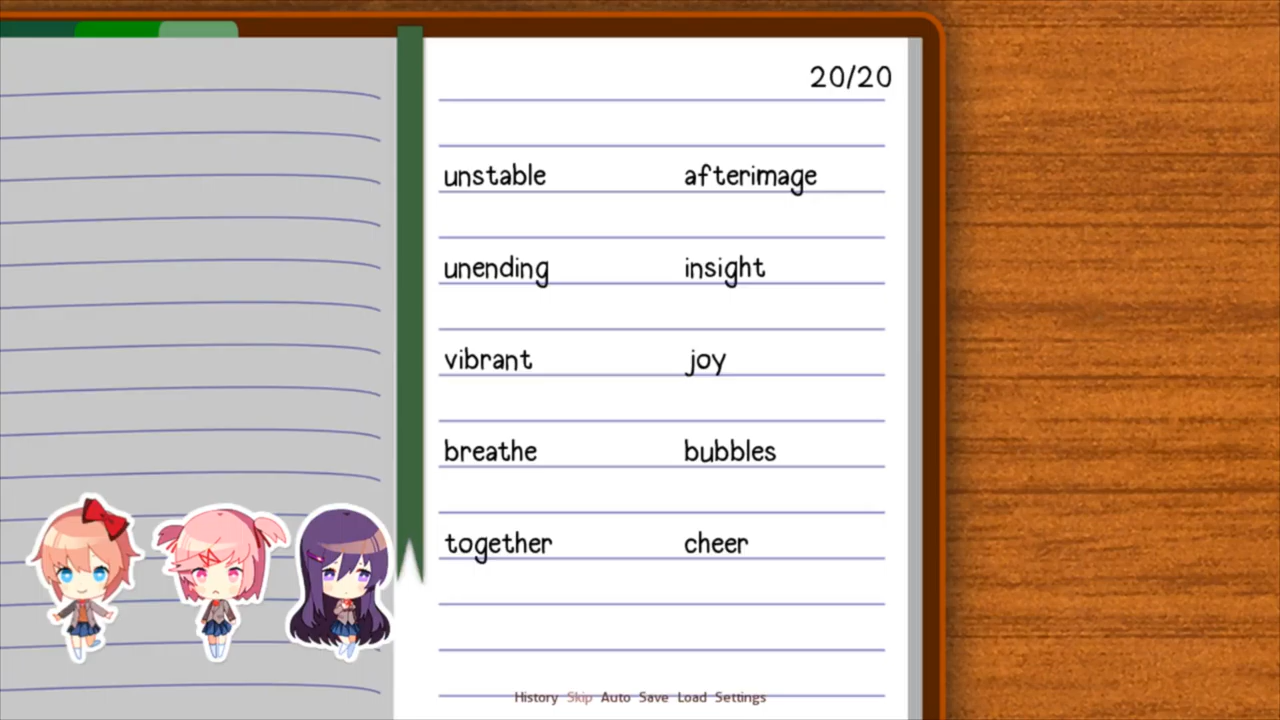 20/20
unstable afterimage
unending insight
vibrant joy
breathe bubbles
together cheer
History Skip Auto Save Load Settings